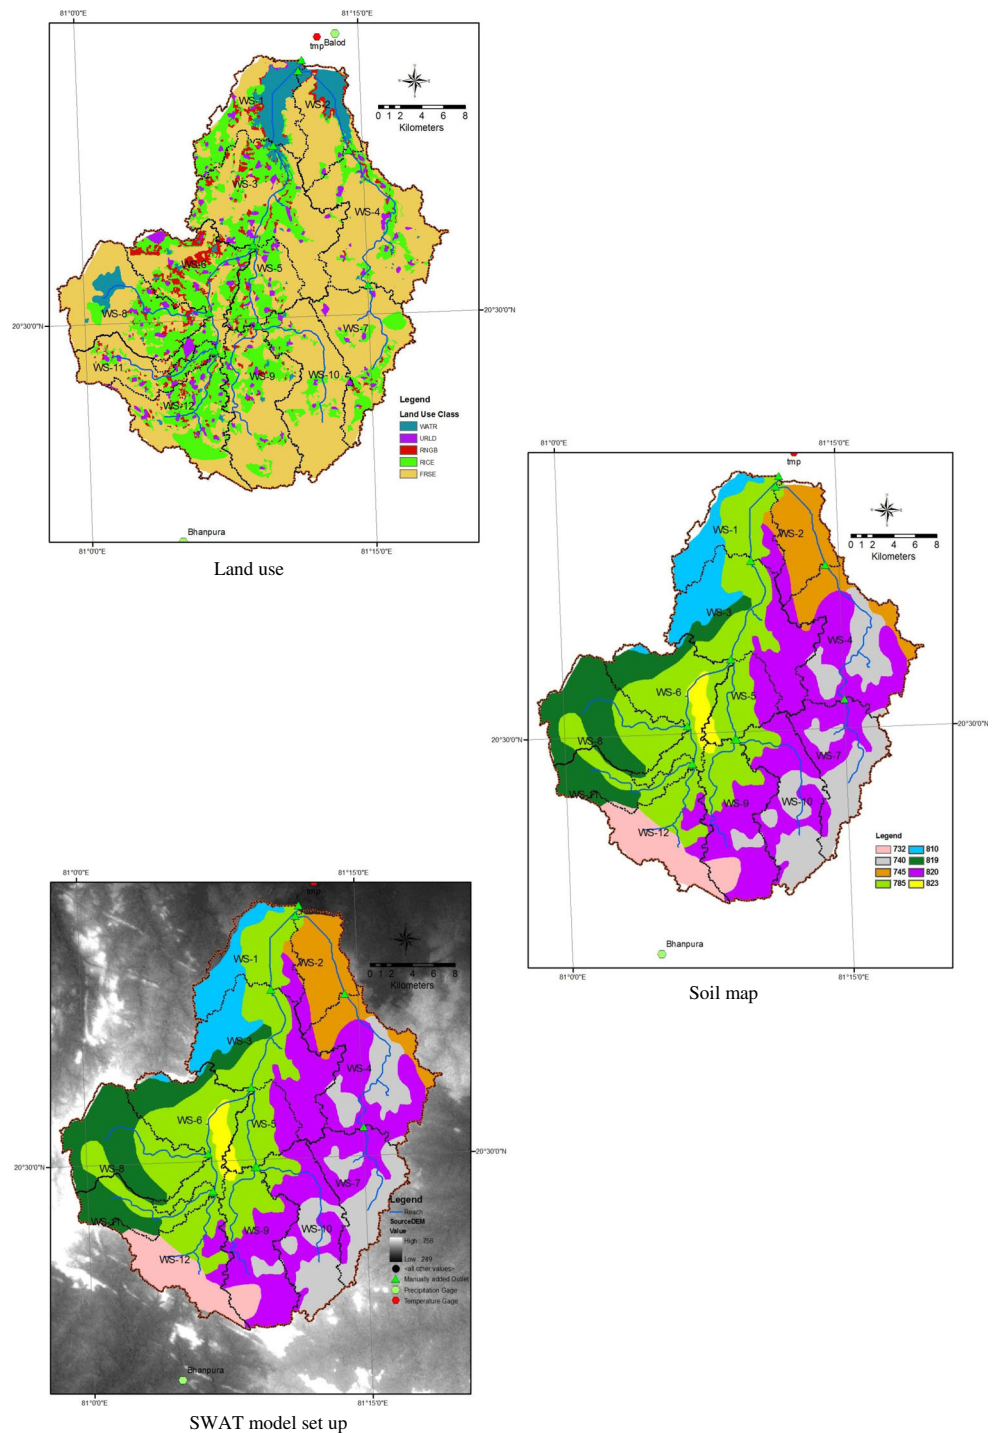 81°0'0"E
81°15'0"E
tmp
Balod
WS-1
WS-2
0 1 2 4 6 8
Kilometers
WS-3
WS-4
WS-6
WS-5
WS-8
20°30'0"N
20°30'0"N
WS-7
WS-11
WS-9
WS-10
WS-12
Legend
Land Use Class
WATR
URLD
RNGB
RICE
FRSE
Bhanpura
81°0'0"E
81°15'0"E
Land use
81°0'0"E
81°15'0"E
tmp
WS-1
WS-2
0 1 2 4 6 8
Kilometers
WS-3
WS-4
WS-6
WS-5
20°30'0"N
20°30'0"N
WS-8
WS-7
WS-11
WS-9
WS-10
WS-12
Legend
732 810
740 819
745 820
785 823
Bhanpura
81°0'0"E
81°15'0"E
Soil map
81°0'0"E
81°15'0"E
tmp
WS-1
WS-2
0 1 2 4 6 8
Kilometers
WS-3
WS-4
WS-6
WS-5
20°30'0"N
20°30'0"N
WS-8
WS-7
WS-11
WS-9
WS-10
WS-12
Legend
Reach
SourceDEM
Value
High : 758
Low : 249
<all other values>
Manually added Outlet
Precipitation Gage
Temperature Gage
Bhanpura
81°0'0"E
81°15'0"E
SWAT model set up